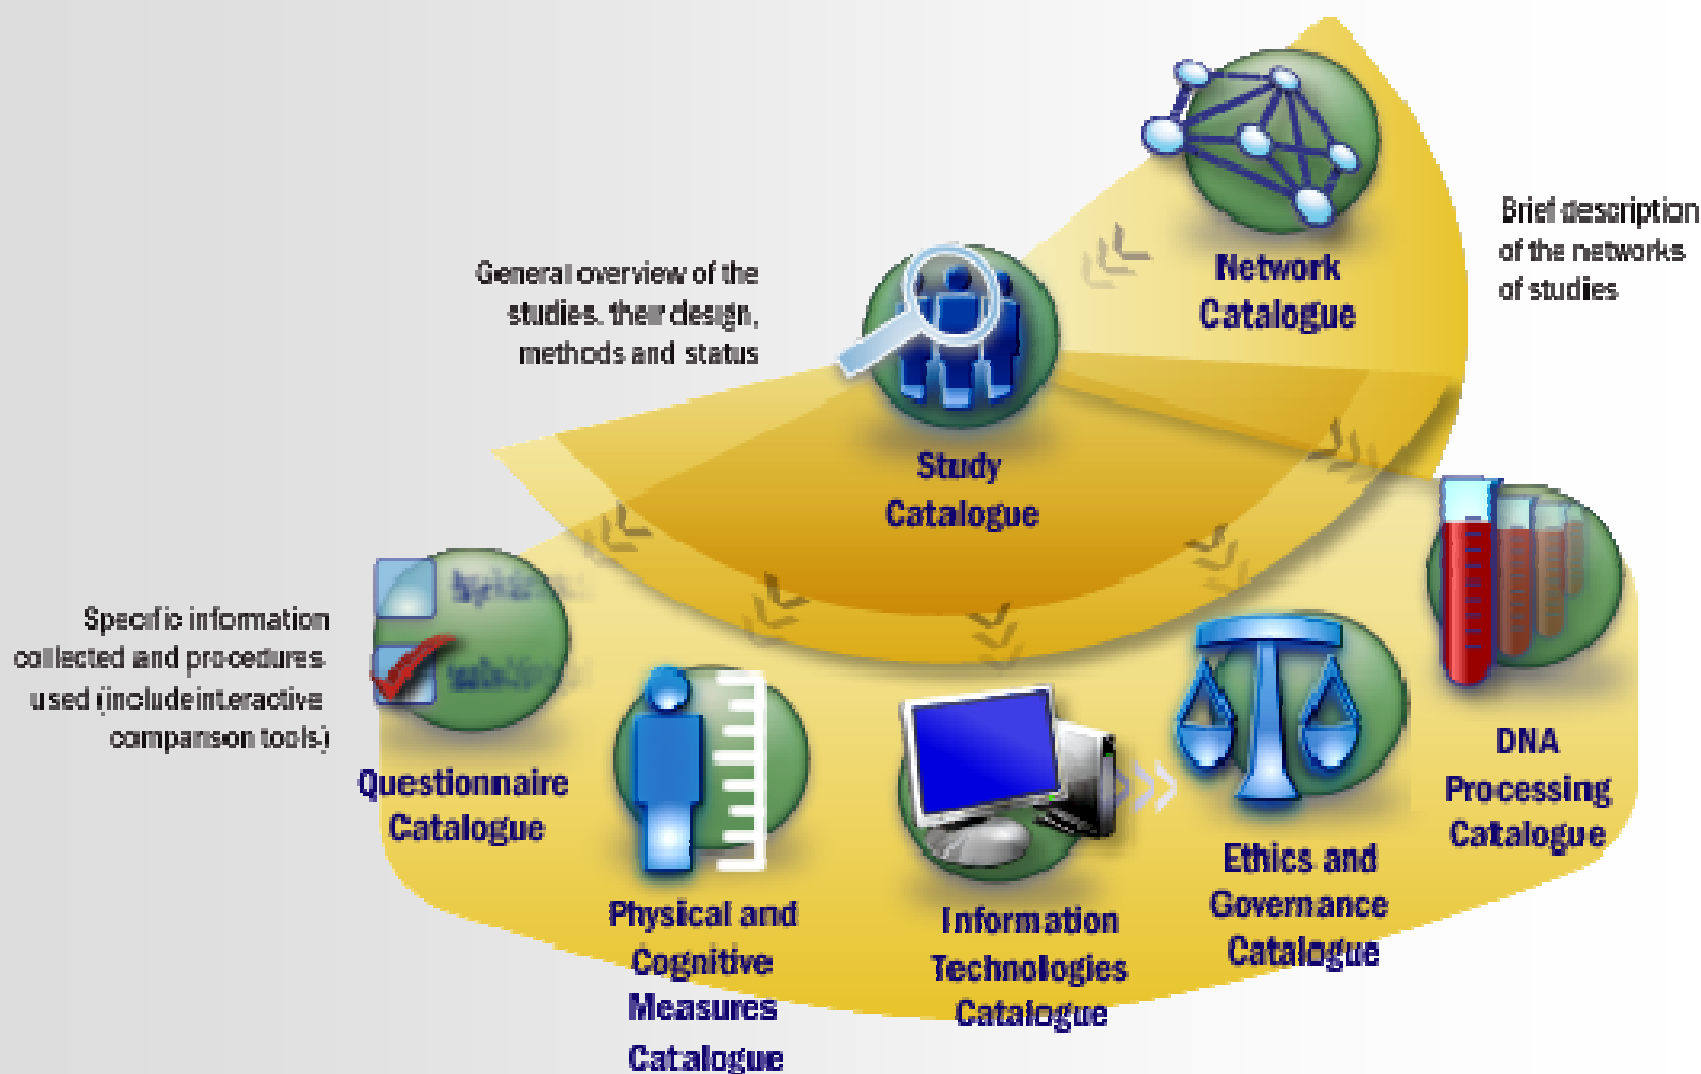 Network
Catalogue
Brief description
of the networks
of studies
General overview of the
studies, their design,
methods and status
Study
Catalogue
Specific information
collected and procedures
used (include interactive
comparison tools)
Questionnaire
Catalogue
Physical and
Cognitive
Measures
Catalogue
Information
Technologies
Catalogue
Ethics and
Governance
Catalogue
DNA
Processing
Catalogue